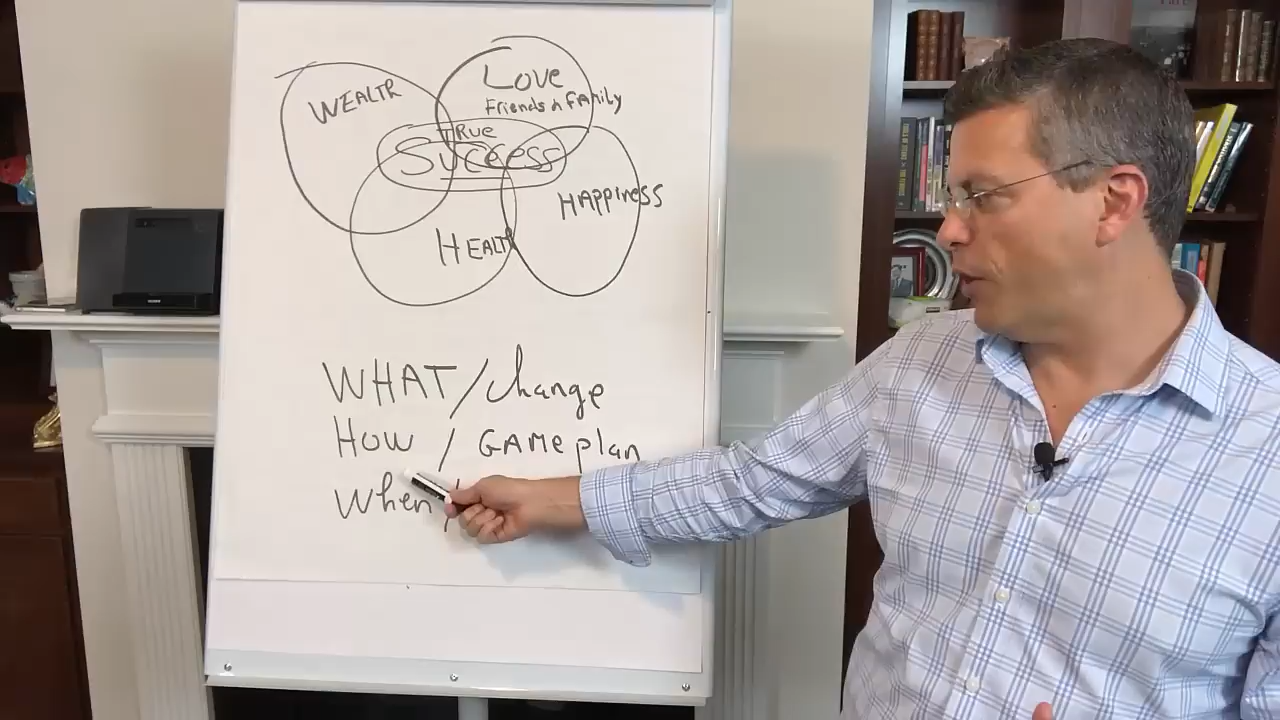 WEALTH
LOVE
Friends & FAMily
TRUE
SUCCESS
HAPPINESS
HEALTH
WHAT / change
HOW / GAME plan
When /